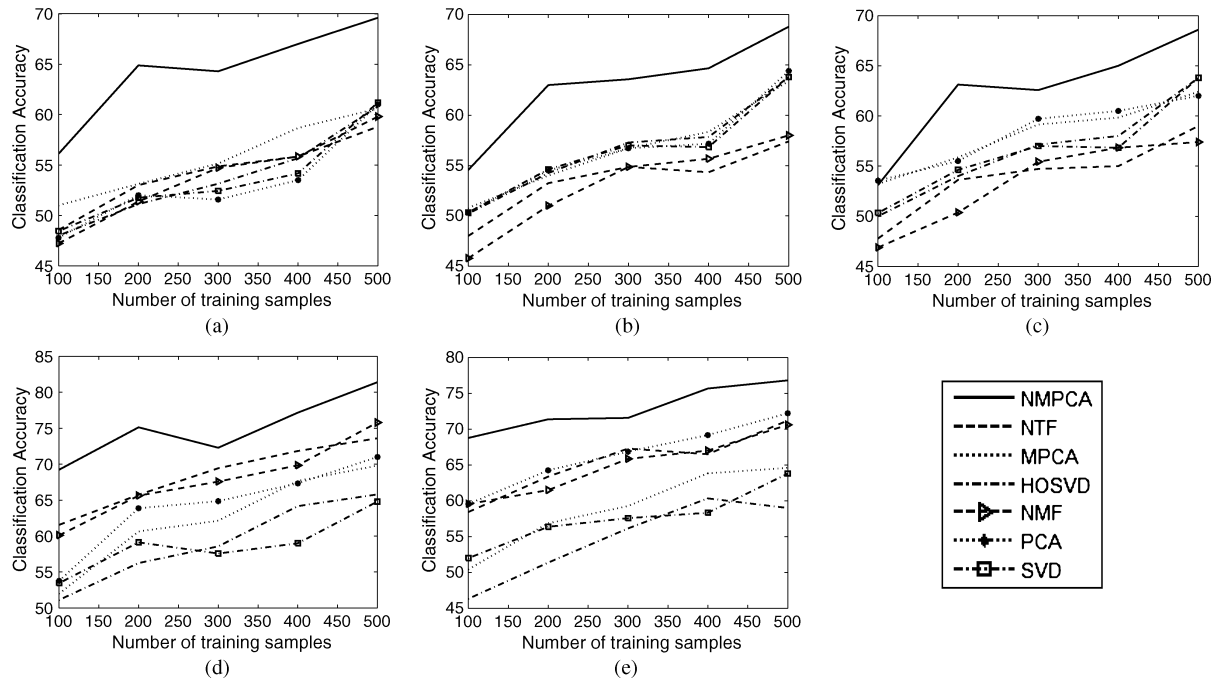 Classification Accuracy
70
65
60
55
50
45
100 150 200 250 300 350 400 450 500
Number of training samples
(a)
Classification Accuracy
70
65
60
55
50
45
100 150 200 250 300 350 400 450 500
Number of training samples
(b)
Classification Accuracy
70
65
60
55
50
45
100 150 200 250 300 350 400 450 500
Number of training samples
(c)
Classification Accuracy
85
80
75
70
65
60
55
50
100 150 200 250 300 350 400 450 500
Number of training samples
(d)
Classification Accuracy
80
75
70
65
60
55
50
45
100 150 200 250 300 350 400 450 500
Number of training samples
(e)
NMPCA
NTF
MPCA
HOSVD
NMF
PCA
SVD